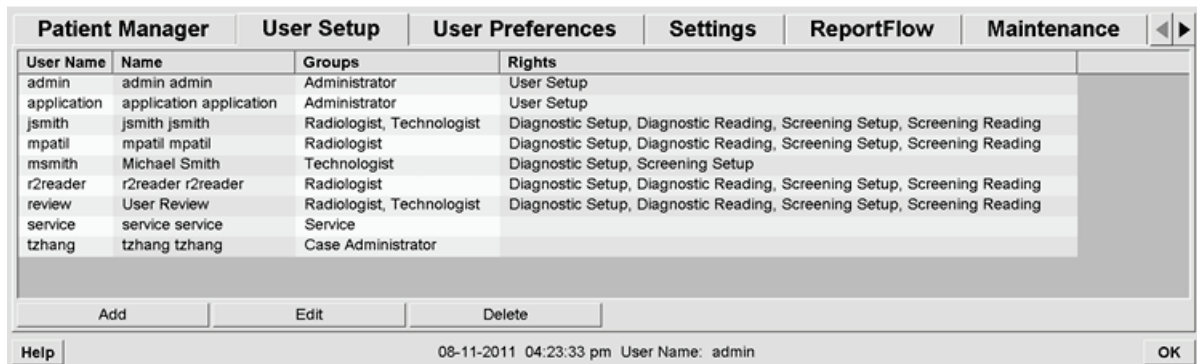 Patient Manager User Setup User Preferences Settings ReportFlow Maintenance
User Name Name Groups Rights
admin admin admin Administrator User Setup
application application application Administrator User Setup
jsmith jsmith jsmith Radiologist, Technologist Diagnostic Setup, Diagnostic Reading, Screening Setup, Screening Reading
mpatil mpatil mpatil Radiologist Diagnostic Setup, Diagnostic Reading, Screening Setup, Screening Reading
msmith Michael Smith Technologist Diagnostic Setup, Screening Setup
r2reader r2reader r2reader Radiologist Diagnostic Setup, Diagnostic Reading, Screening Setup, Screening Reading
review User Review Radiologist, Technologist Diagnostic Setup, Diagnostic Reading, Screening Setup, Screening Reading
service service service Service
tzhang tzhang tzhang Case Administrator
Add Edit Delete
Help 08-11-2011 04:23:33 pm User Name: admin OK